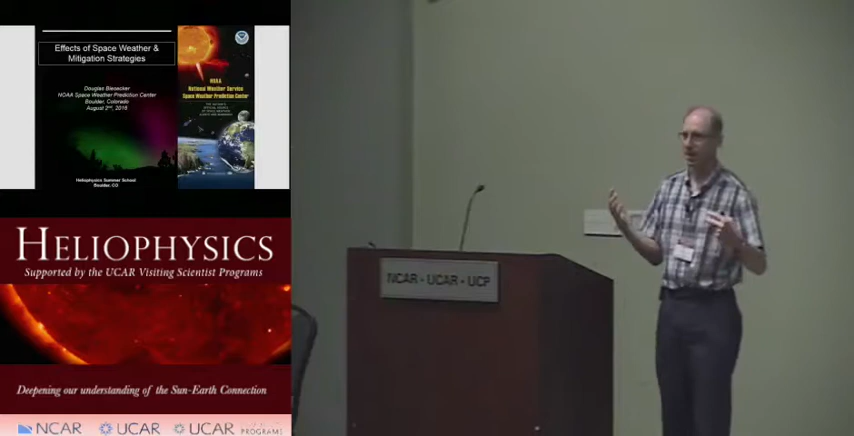 Effects of Space Weather &
Mitigation Strategies
Douglas Biesecker
NOAA Space Weather Prediction Center
Boulder, Colorado
August 2nd, 2016
Heliophysics Summer School
Boulder, CO
NOAA
National Weather Service
Space Weather Prediction Center
HELIOPHYSICS
Supported by the UCAR Visiting Scientist Programs
Deepening our understanding of the Sun-Earth Connection
NCAR UCAR UCAR PROGRAMS
NCAR - UCAR - UCP